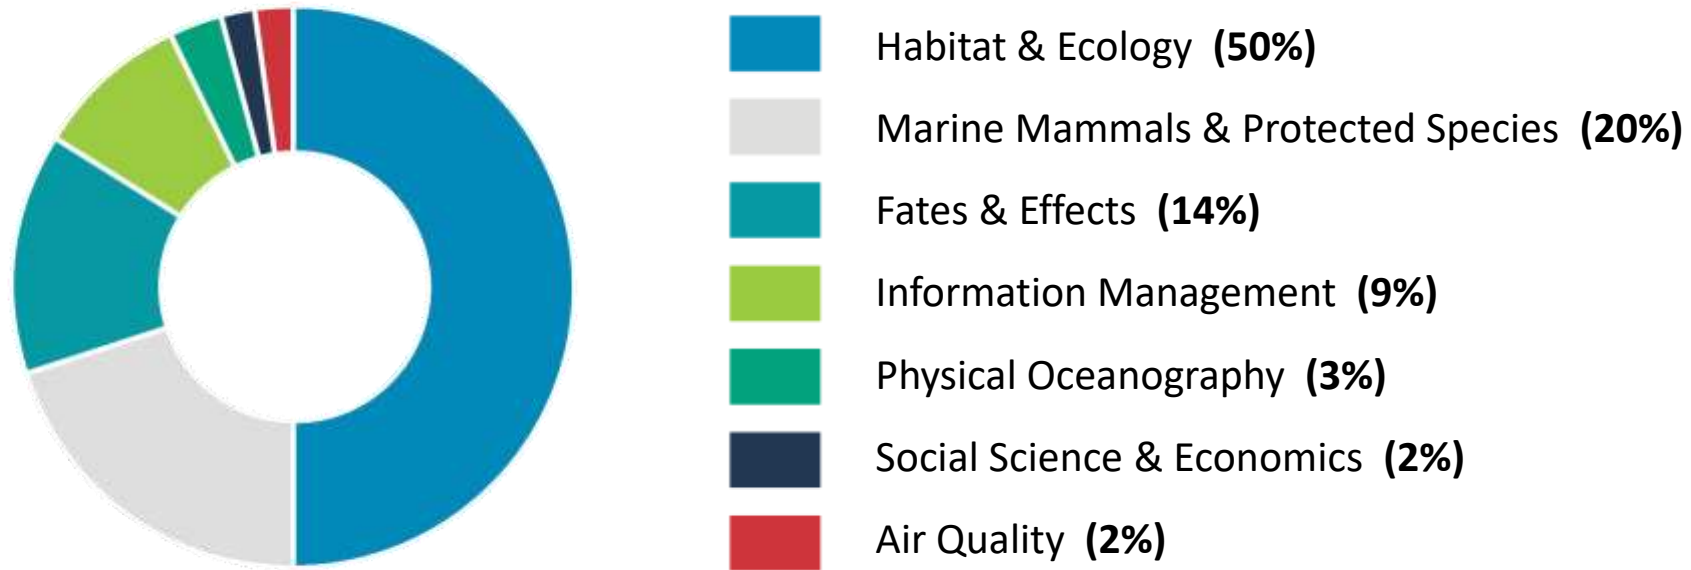 Habitat & Ecology (50%)
Marine Mammals & Protected Species (20%)
Fates & Effects (14%)
Information Management (9%)
Physical Oceanography (3%)
Social Science & Economics (2%)
Air Quality (2%)